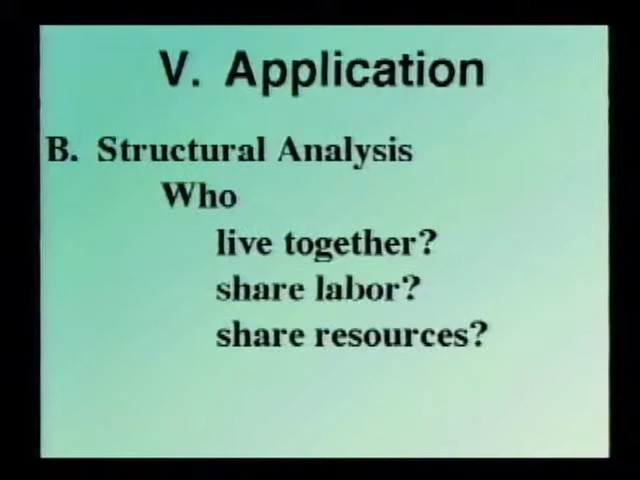 V. Application
B. Structural Analysis
Who
live together?
share labor?
share resources?